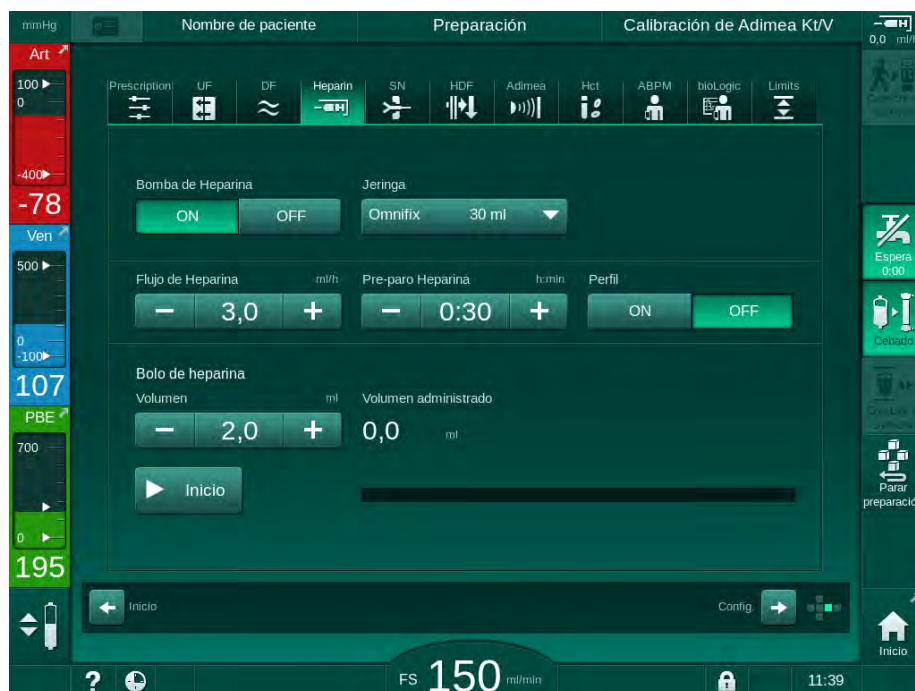 mmHg
Nombre de paciente
Preparación
Calibración de Adimea Kt/V
0,0 ml/
Art
100
0
-400
-78
Ven
500
0
-100
107
PBE
700
0
195
Prescription UF DF Heparin SN HDF Adimea Hct ABPM bioLogic Limits
Bomba de Heparina
ON OFF
Jeringa
Omnifix 30 ml
Flujo de Heparina ml/h
− 3,0 +
Pre-paro Heparina h:min
− 0:30 +
Perfil
ON OFF
Bolo de heparina
Volumen ml
− 2,0 +
Volumen administrado
0,0 ml
Inicio
Inicio
Config.
Espera
0:00
Cebado
Parar
preparació
Inicio
? FS 150 ml/min 11:39